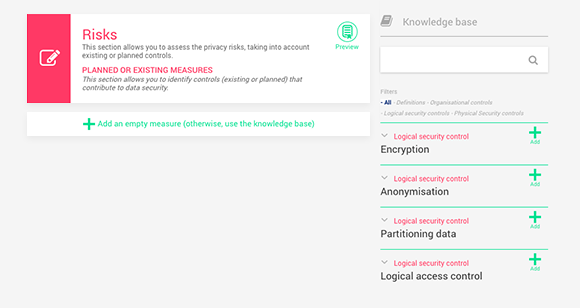 Risks
This section allows you to assess the privacy risks, taking into account
existing or planned controls.
Preview
PLANNED OR EXISTING MEASURES
This section allows you to identify controls (existing or planned) that
contribute to data security.
Add an empty measure (otherwise, use the knowledge base)
Knowledge base
Filters
- All - Definitions - Organisational controls
- Logical security controls - Physical Security controls
Logical security control
Add
Encryption
Logical security control
Add
Anonymisation
Logical security control
Add
Partitioning data
Logical security control
Add
Logical access control